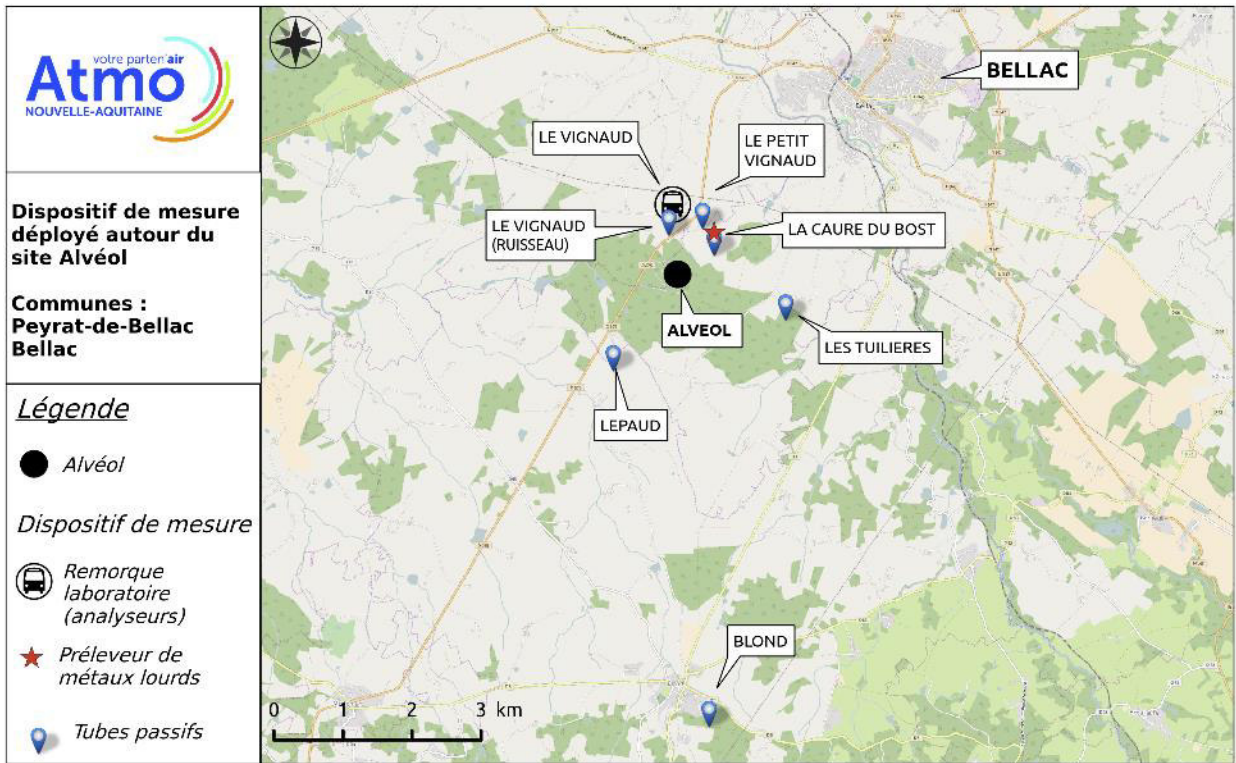 votre parten'air
Atmo
NOUVELLE-AQUITAINE
Dispositif de mesure
déployé autour du
site Alvéol
Communes :
Peyrat-de-Bellac
Bellac
Légende
Alvéol
Dispositif de mesure
Remorque
laboratoire
(analyseurs)
Préleveur de
métaux lourds
Tubes passifs
BELLAC
LE VIGNAUD
LE PETIT
VIGNAUD
LE VIGNAUD
(RUISSEAU)
LA CAURE DU BOST
ALVEOL
LES TUILIERES
LEPAUD
BLOND
0 1 2 3 km